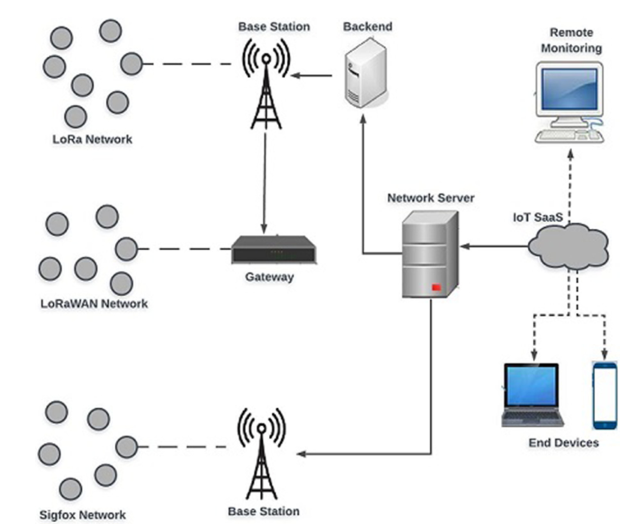 Base Station
Backend
Remote
Monitoring
LoRa Network
Network Server
IoT SaaS
Gateway
LoRaWAN Network
End Devices
Base Station
Sigfox Network